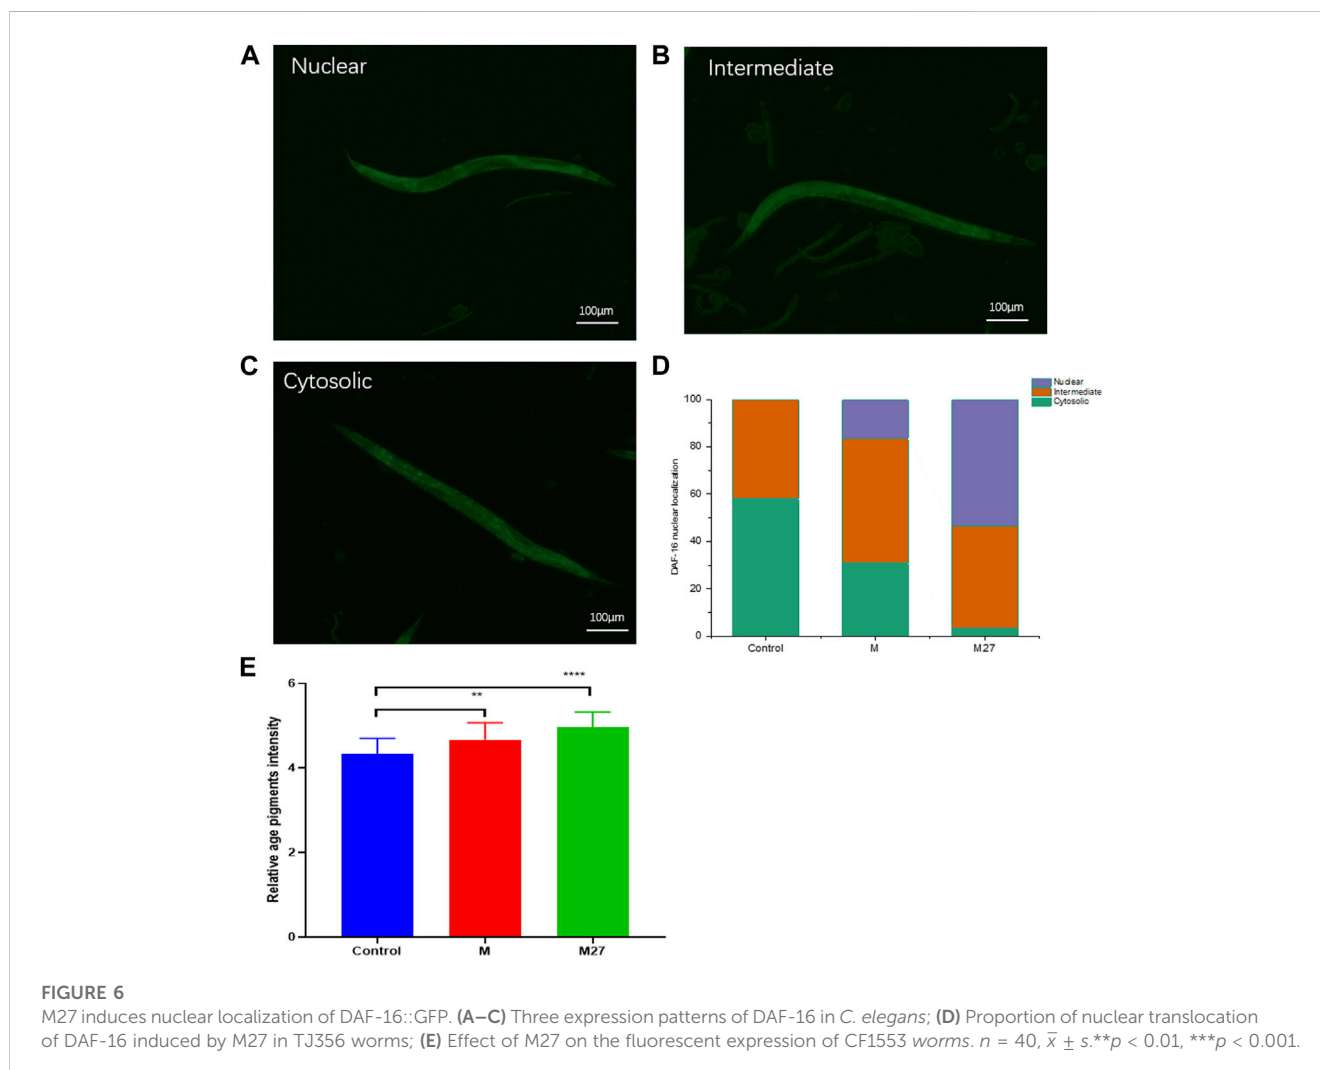 A
Nuclear
100μm
B
Intermediate
100μm
C
Cytosolic
100μm
D
Nuclear
Intermediate
Cytosolic
DAF-16 nuclear localization
100
80
60
40
20
0
Control
M
M27
E
Relative age pigments intensity
6
4
2
0
****
**
Control
M
M27
FIGURE 6
M27 induces nuclear localization of DAF-16::GFP. (A–C) Three expression patterns of DAF-16 in C. elegans; (D) Proportion of nuclear translocation
of DAF-16 induced by M27 in TJ356 worms; (E) Effect of M27 on the fluorescent expression of CF1553 worms. n = 40, x̅ ± s.**p < 0.01, ***p < 0.001.